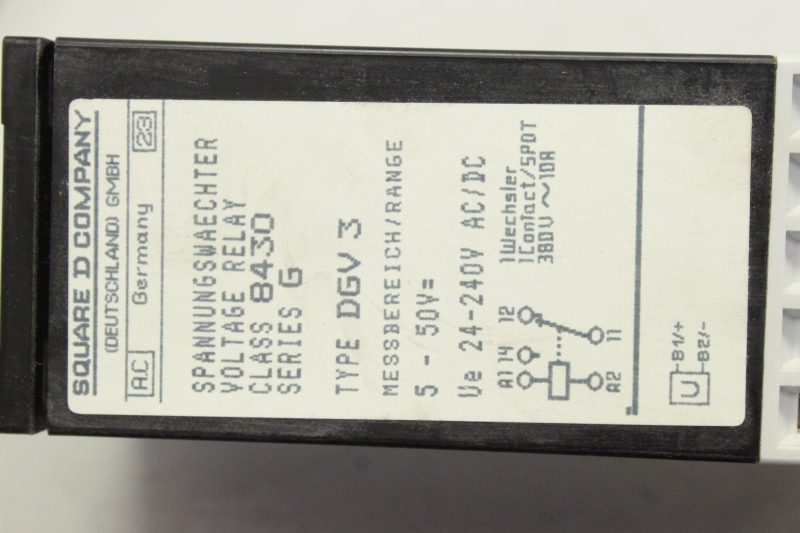 SQUARE D COMPANY
(DEUTSCHLAND) GMBH
A.C Germany 23
SPANNUNGSWAECHTER
VOLTAGE RELAY
CLASS 8430
SERIES G
TYPE DGV 3
MESSBEREICH/RANGE
5 - 50V=
Ue 24-240V AC/DC
1Wechsler
1Contact/SPDT
380V ~10A
A1 14 12
A2 11
U B1/+
B2/-